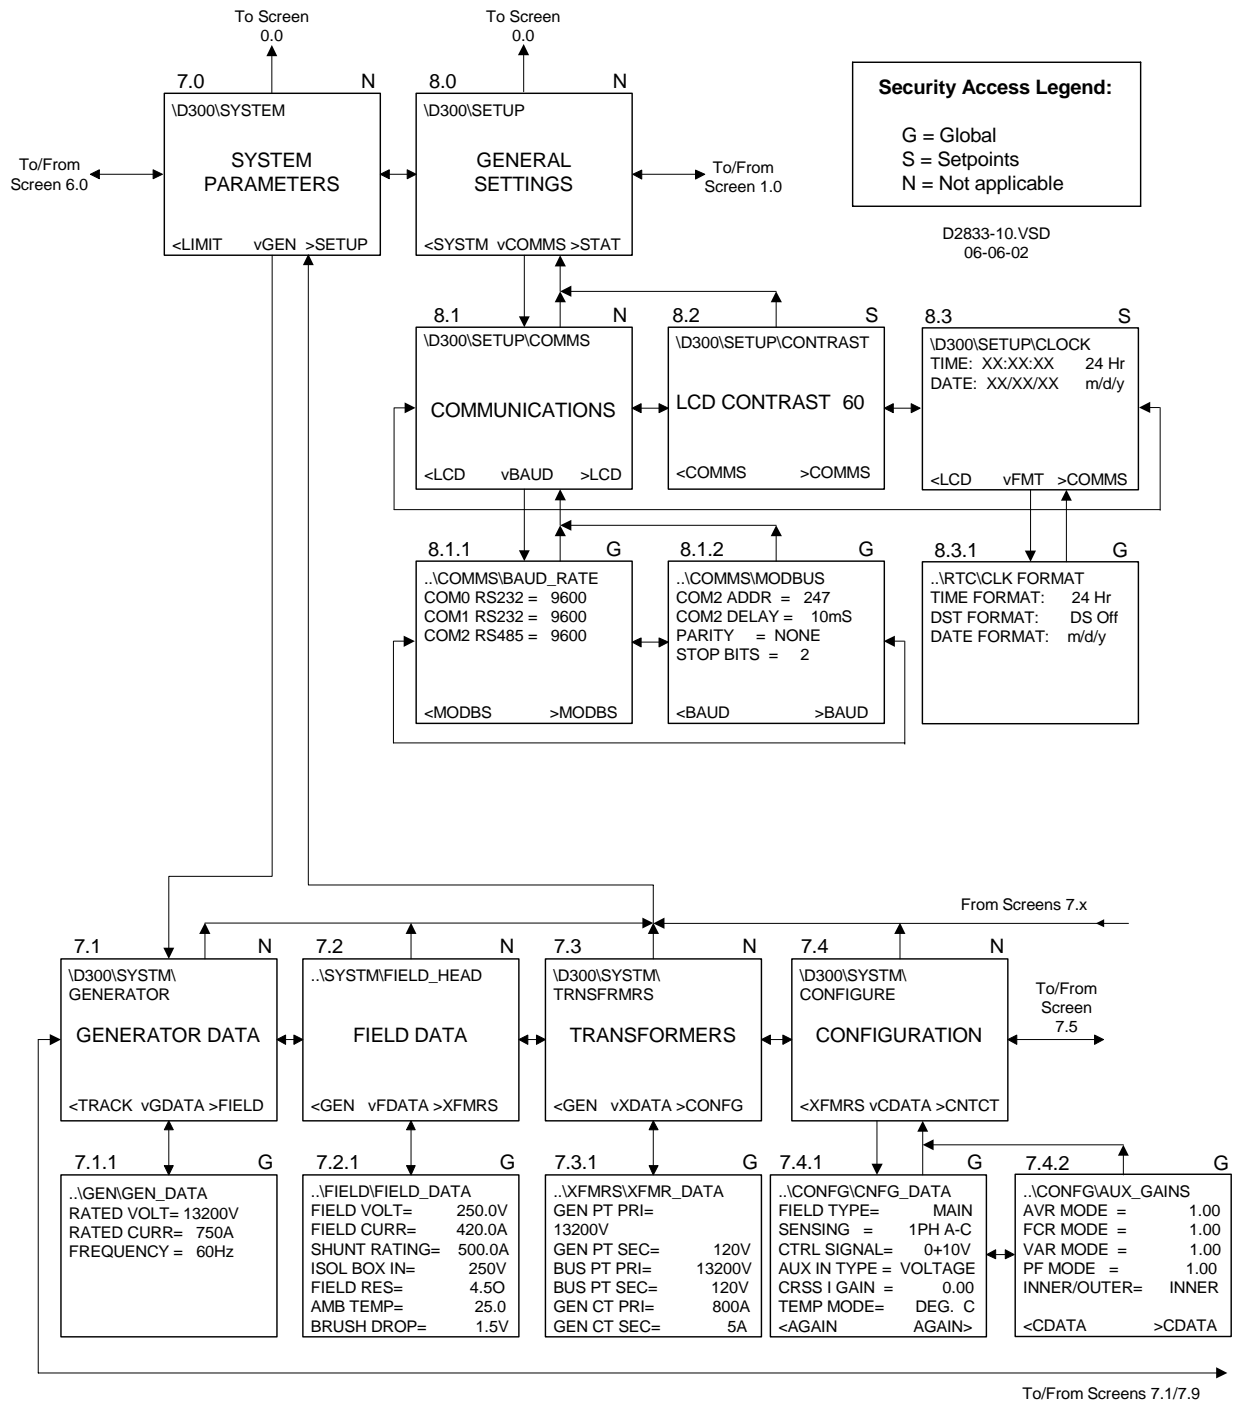 To Screen
0.0
To Screen
0.0
7.0 N
\D300\SYSTEM
SYSTEM
PARAMETERS
<LIMIT vGEN >SETUP
To/From
Screen 6.0
8.0 N
\D300\SETUP
GENERAL
SETTINGS
<SYSTM vCOMMS >STAT
To/From
Screen 1.0
Security Access Legend:
G = Global
S = Setpoints
N = Not applicable
D2833-10.VSD
06-06-02
8.1 N
\D300\SETUP\COMMS
COMMUNICATIONS
<LCD vBAUD >LCD
8.2 S
\D300\SETUP\CONTRAST
LCD CONTRAST 60
<COMMS >COMMS
8.3 S
\D300\SETUP\CLOCK
TIME: XX:XX:XX 24 Hr
DATE: XX/XX/XX m/d/y
<LCD vFMT >COMMS
8.1.1 G
..\COMMS\BAUD_RATE
COM0 RS232 = 9600
COM1 RS232 = 9600
COM2 RS485 = 9600
<MODBS >MODBS
8.1.2 G
..\COMMS\MODBUS
COM2 ADDR = 247
COM2 DELAY = 10mS
PARITY = NONE
STOP BITS = 2
<BAUD >BAUD
8.3.1 G
..\RTC\CLK FORMAT
TIME FORMAT: 24 Hr
DST FORMAT: DS Off
DATE FORMAT: m/d/y
From Screens 7.x
7.1 N
\D300\SYSTM\
GENERATOR
GENERATOR DATA
<TRACK vGDATA >FIELD
7.2 N
..\SYSTM\FIELD_HEAD
FIELD DATA
<GEN vFDATA >XFMRS
7.3 N
\D300\SYSTM\
TRNSFRMRS
TRANSFORMERS
<GEN vXDATA >CONFG
7.4 N
\D300\SYSTM\
CONFIGURE
CONFIGURATION
<XFMRS vCDATA >CNTCT
To/From
Screen
7.5
7.1.1 G
..\GEN\GEN_DATA
RATED VOLT= 13200V
RATED CURR= 750A
FREQUENCY = 60Hz
7.2.1 G
..\FIELD\FIELD_DATA
FIELD VOLT= 250.0V
FIELD CURR= 420.0A
SHUNT RATING= 500.0A
ISOL BOX IN= 250V
FIELD RES= 4.5O
AMB TEMP= 25.0
BRUSH DROP= 1.5V
7.3.1 G
..\XFMRS\XFMR_DATA
GEN PT PRI=
13200V
GEN PT SEC= 120V
BUS PT PRI= 13200V
BUS PT SEC= 120V
GEN CT PRI= 800A
GEN CT SEC= 5A
7.4.1 G
..\CONFG\CNFG_DATA
FIELD TYPE= MAIN
SENSING = 1PH A-C
CTRL SIGNAL= 0+10V
AUX IN TYPE = VOLTAGE
CRSS I GAIN = 0.00
TEMP MODE= DEG. C
<AGAIN AGAIN>
7.4.2 G
..\CONFG\AUX_GAINS
AVR MODE = 1.00
FCR MODE = 1.00
VAR MODE = 1.00
PF MODE = 1.00
INNER/OUTER= INNER
<CDATA >CDATA
To/From Screens 7.1/7.9